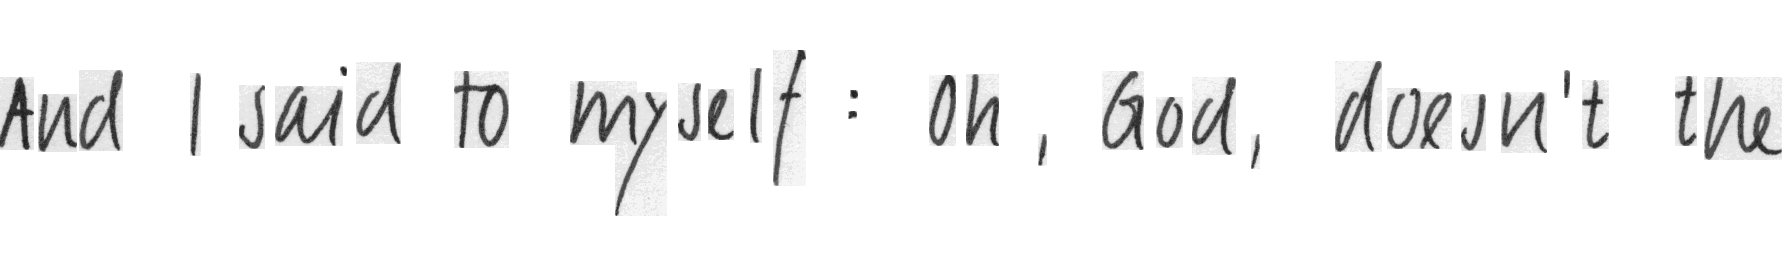 And I said to myself : Oh , God , doesn't the